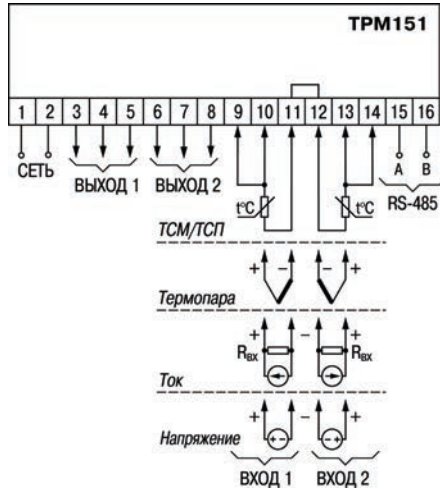 ТРМ151
1 2 3 4 5 6 7 8 9 10 11 12 13 14 15 16
СЕТЬ ВЫХОД 1 ВЫХОД 2 A B
RS-485
t°C t°C
ТСМ/ТСП
+ - - +
Термопара
+ - +
Rвх Rвх
Ток
+ - - +
+ - - +
Напряжение
ВХОД 1 ВХОД 2